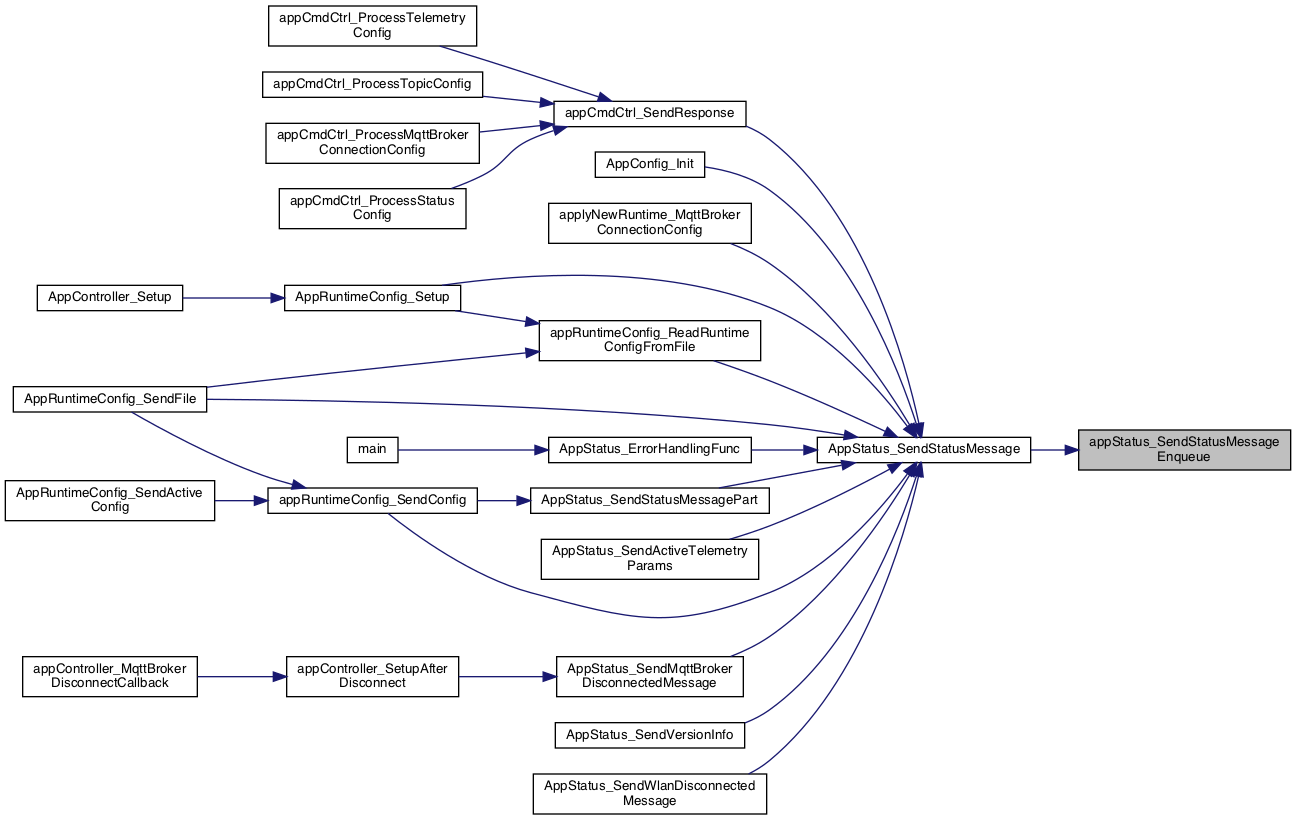 appCmdCtrl_ProcessTelemetry
Config
appCmdCtrl_ProcessTopicConfig
appCmdCtrl_SendResponse
appCmdCtrl_ProcessMqttBroker
ConnectionConfig
AppConfig_Init
appCmdCtrl_ProcessStatus
Config
applyNewRuntime_MqttBroker
ConnectionConfig
AppController_Setup
AppRuntimeConfig_Setup
appRuntimeConfig_ReadRuntime
ConfigFromFile
AppRuntimeConfig_SendFile
main
AppStatus_ErrorHandlingFunc
AppStatus_SendStatusMessage
appStatus_SendStatusMessage
Enqueue
AppRuntimeConfig_SendActive
Config
appRuntimeConfig_SendConfig
AppStatus_SendStatusMessagePart
AppStatus_SendActiveTelemetry
Params
appController_MqttBroker
DisconnectCallback
appController_SetupAfter
Disconnect
AppStatus_SendMqttBroker
DisconnectedMessage
AppStatus_SendVersionInfo
AppStatus_SendWlanDisconnected
Message